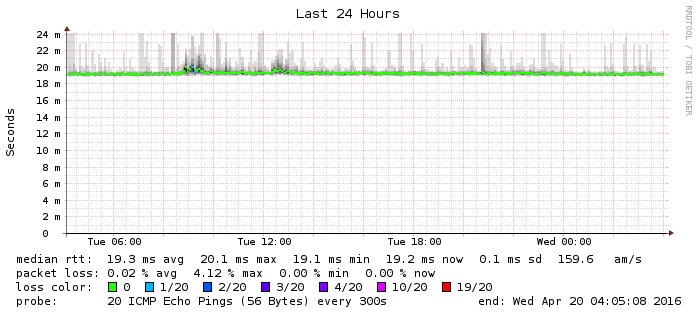 Last 24 Hours
RRDTOOL / TOBI OETIKER
Seconds
24 m
22 m
20 m
18 m
16 m
14 m
12 m
10 m
8 m
6 m
4 m
2 m
0
Tue 06:00 Tue 12:00 Tue 18:00 Wed 00:00
median rtt: 19.3 ms avg 20.1 ms max 19.1 ms min 19.2 ms now 0.1 ms sd 159.6 am/s
packet loss: 0.02 % avg 4.12 % max 0.00 % min 0.00 % now
loss color: 0 1/20 2/20 3/20 4/20 10/20 19/20
probe: 20 ICMP Echo Pings (56 Bytes) every 300s end: Wed Apr 20 04:05:08 2016